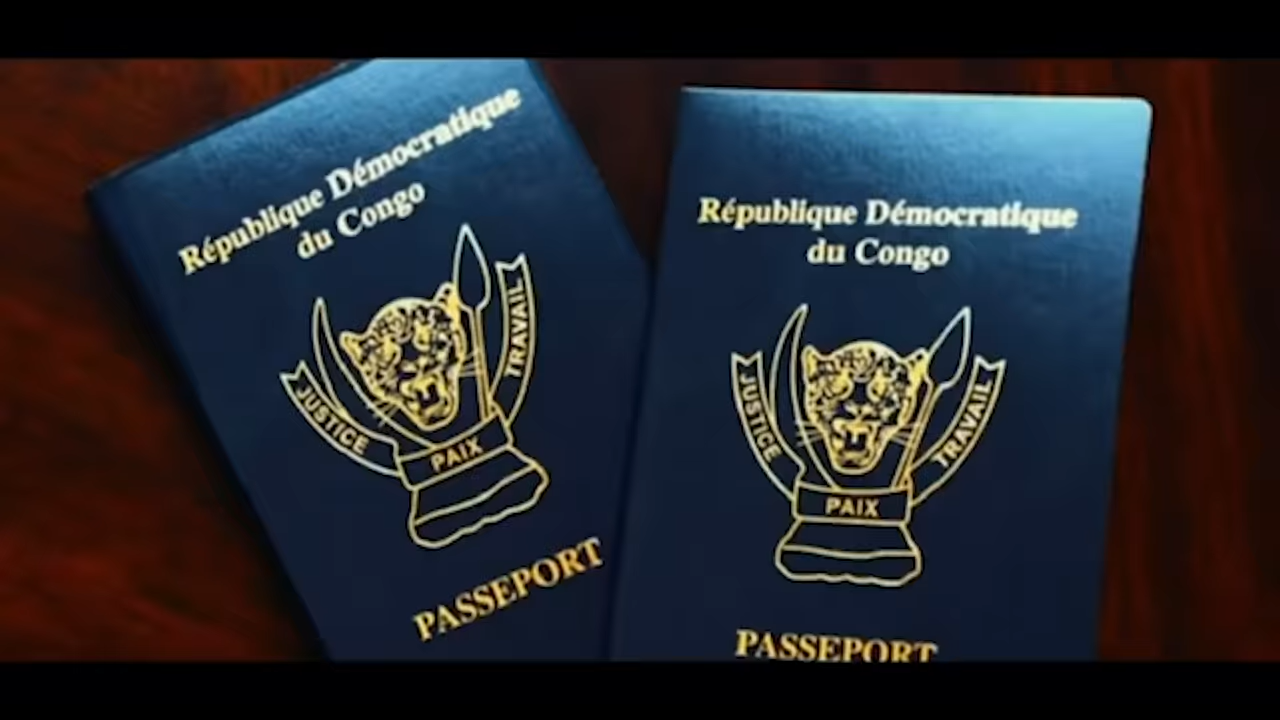 République Démocratique
du Congo
JUSTICE
PAIX
TRAVAIL
PASSEPORT
République Démocratique
du Congo
JUSTICE
PAIX
TRAVAIL
PASSEPORT